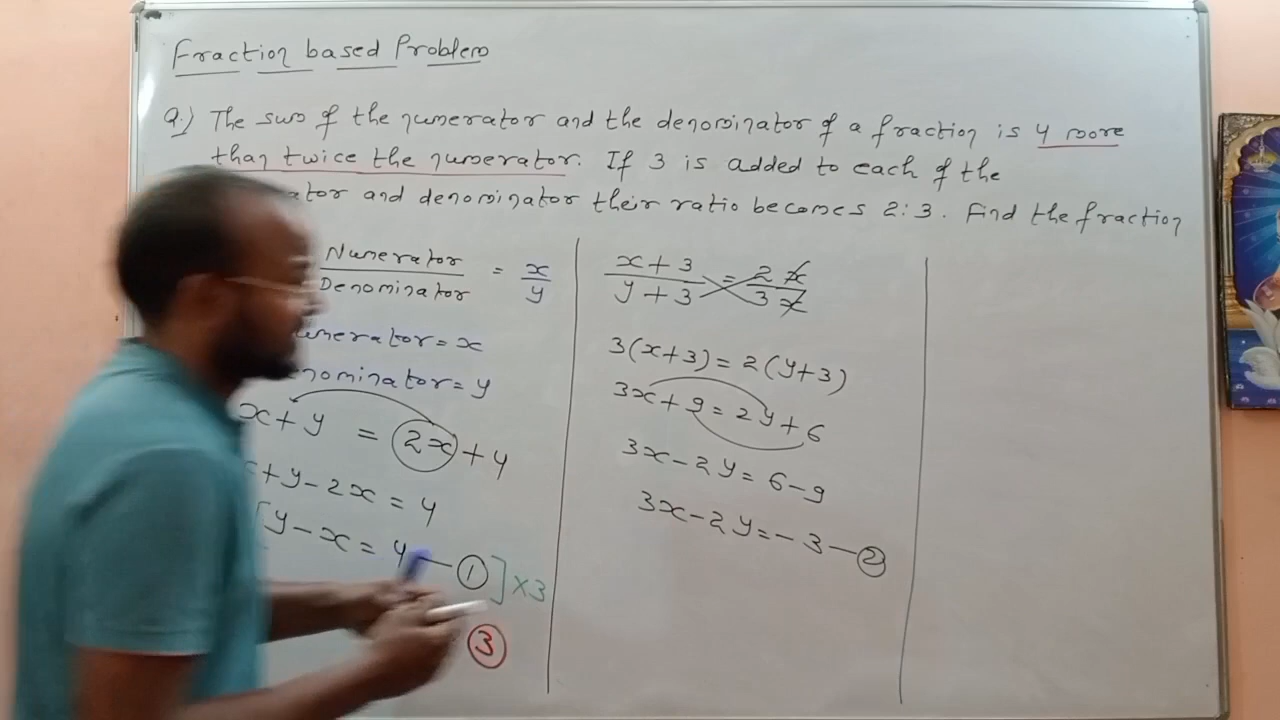 Fraction based Problem
Q.) The sum of the numerator and the denominator of a fraction is 4 more
than twice the numerator. If 3 is added to each of the
and denominator their ratio becomes 2:3. Find the fraction
Numerator / Denominator = x / y
= x
= y
x + y = 2x + 4
+ y - 2x = 4
[y - x = 4 — ①] × 3
③
x + 3 / y + 3 = 2x / 3x
3(x+3) = 2(y+3)
3x + 9 = 2y + 6
3x - 2y = 6 - 9
3x - 2y = - 3 — ②